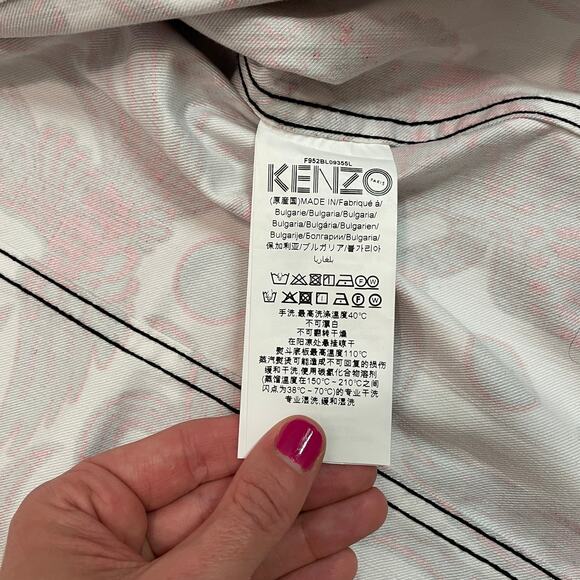 F952BL09355L
KENZO
PARIS
(原産国)MADE IN/Fabriqué à/
Bulgarie/Bulgaria/Bulgaria/
Bulgaria/Bulgária/Bulgarien/
Bulgarije/Болгарии/Bulgaria/
保加利亚/ブルガリア/불가리아/
بلغاريا
手洗,最高洗涤温度40℃
不可漂白
不可翻转干燥
在阴凉处悬挂晾干
熨斗底板最高温度110℃
蒸汽熨烫可能造成不可回复的损伤
缓和干洗,使用碳氢化合物溶剂
(蒸馏温度在150℃~210℃之间
闪点为38℃~70℃)的专业干洗
专业湿洗,缓和湿洗